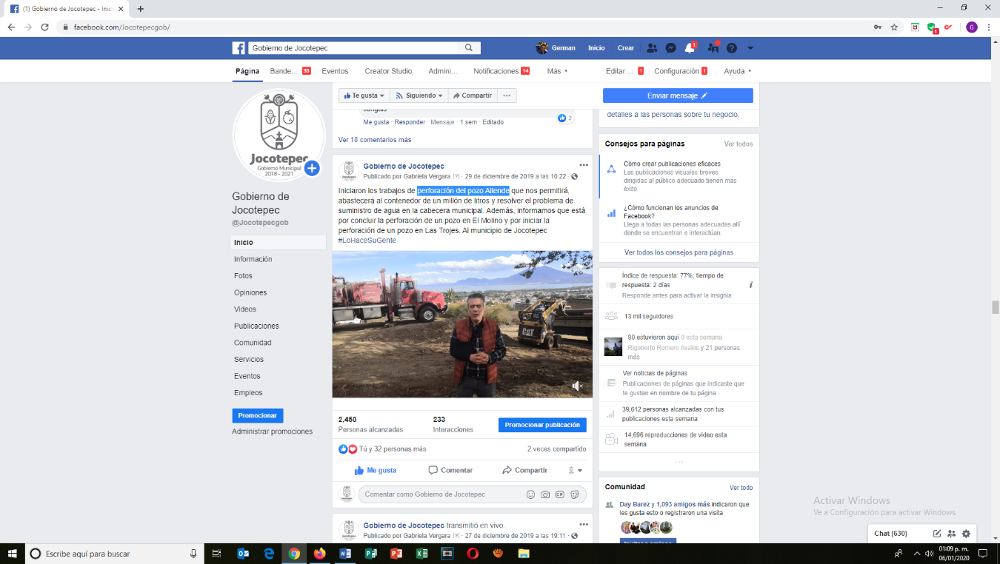 (1) Gobierno de Jocotepec - Inic
facebook.com/Jocotepecgob/
Gobierno de Jocotepec
German
Inicio
Crear
1
Página
Bande... 36
Eventos
Creator Studio
Admini...
Notificaciones 14
Más
Editar ... 1
Configuración 1
Ayuda
Jocotepec
Gobierno Municipal
2018 - 2021
Gobierno de
Jocotepec
@Jocotepecgob
Inicio
Información
Fotos
Opiniones
Videos
Publicaciones
Comunidad
Servicios
Eventos
Empleos
Promocionar
Administrar promociones
Te gusta
Siguiendo
Compartir
Me gusta · Responder · Mensaje · 1 sem · Editado
2
Ver 18 comentarios más
Gobierno de Jocotepec
Publicado por Gabriela Vergara [?] · 29 de diciembre de 2019 a las 10:22 ·
Iniciaron los trabajos de perforación del pozo Allende que nos permitirá,
abastecerá al contenedor de un millón de litros y resolver el problema de
suministro de agua en la cabecera municipal. Además, informamos que está
por concluir la perforación de un pozo en El Molino y por iniciar la
perforación de un pozo en Las Trojes. Al municipio de Jocotepec
#LoHaceSuGente
CAT
2,450
Personas alcanzadas
233
Interacciones
Promocionar publicación
Tú y 32 personas más
2 veces compartido
Me gusta
Comentar
Compartir
Comentar como Gobierno de Jocotepec
GIF
Gobierno de Jocotepec transmitió en vivo.
Publicado por Gabriela Vergara [?] · 27 de diciembre de 2019 a las 19:11 ·
Enviar mensaje
detalles a las personas sobre tu negocio.
Consejos para páginas
Ver todos
Cómo crear publicaciones eficaces
Las publicaciones visuales breves
dirigidas al público adecuado tienen más
éxito.
¿Cómo funcionan los anuncios de
Facebook?
Llega a todas las personas adecuadas allí
donde se encuentran e interactúan.
Ver todos los consejos para páginas
Índice de respuesta: 77%; tiempo de
respuesta: 2 días
Responde antes para activar la insignia
13 mil seguidores
90 estuvieron aquí 0 esta semana
Rigoberto Romero Avalos y 21 personas
más
Ver noticias de páginas
Publicaciones de páginas que indicaste que
te gustan en nombre de tu página
39,612 personas alcanzadas con tus
publicaciones esta semana
14,696 reproducciones de video esta
semana
Comunidad
Ver todo
Day Barez y 1,093 amigos más indicaron que
les gusta esto o registraron una visita
Invitar a amigos
Activar Windows
Ve a Configuración para activar Windows.
Chat (630)
Escribe aquí para buscar
01:09 p. m.
06/01/2020